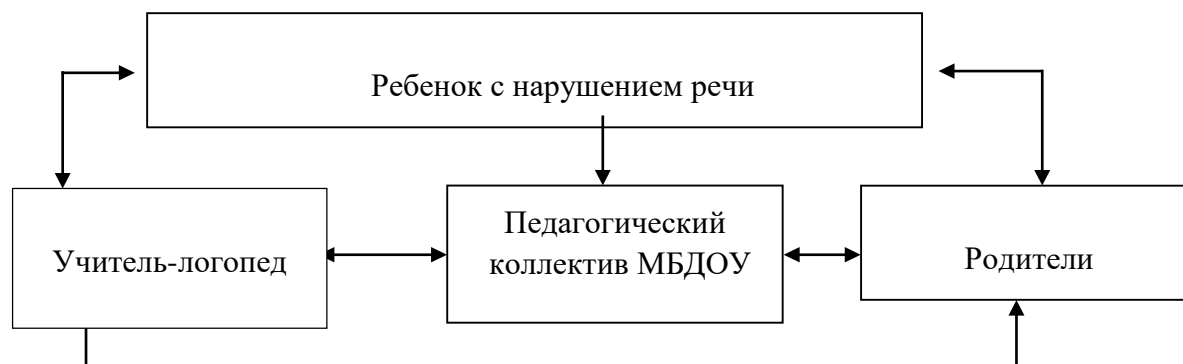 Ребенок с нарушением речи
Учитель-логопед
Педагогический
коллектив МБДОУ
Родители